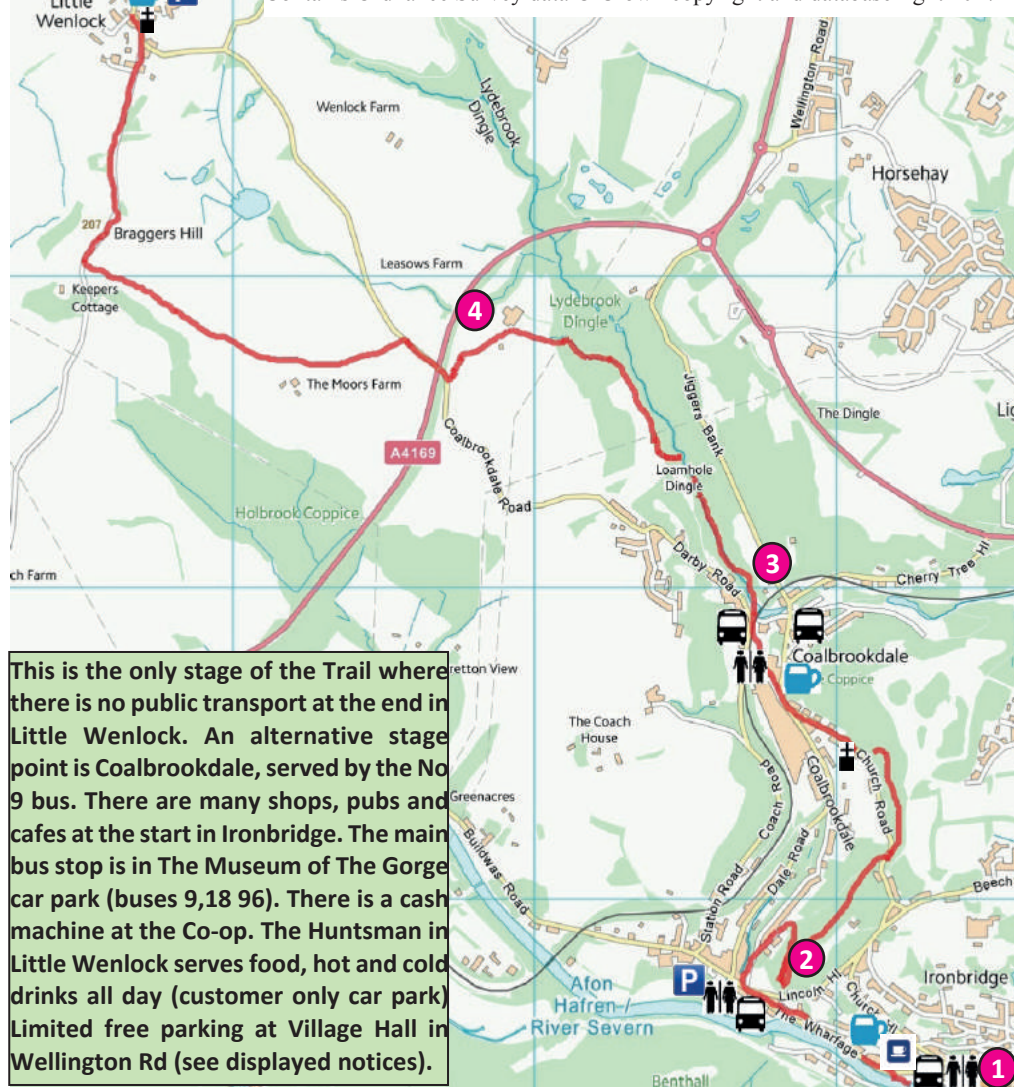 Little
Wenlock
P
Wellington Road
Wenlock Farm
Lydebrook
Dingle
Horsehay
207
Braggers Hill
Leasows Farm
4
Keepers
Cottage
Lydebrook
Dingle
The Moors Farm
Jiggers Bank
The Dingle
A4169
Coalbrookdale
Road
Loamhole
Dingle
Holbrook Coppice
Darby Road
3
Cherry Tree Hl
ch Farm
Coalbrookdale
Coppice
This is the only stage of the Trail where
there is no public transport at the end in
Little Wenlock. An alternative stage
point is Coalbrookdale, served by the No
9 bus. There are many shops, pubs and
cafes at the start in Ironbridge. The main
bus stop is in The Museum of The Gorge
car park (buses 9,18 96). There is a cash
machine at the Co-op. The Huntsman in
Little Wenlock serves food, hot and cold
drinks all day (customer only car park)
Limited free parking at Village Hall in
Wellington Rd (see displayed notices).
retton View
The Coach
House
Church Road
Coach Road
Coalbrookdale
Greenacres
Buildwas Road
Dale Road
Station Road
Beech
2
Lincoln Hl
Church Hl
Ironbridge
P
Afon
Hafren /
River Severn
The Wharfage
1
Benthall